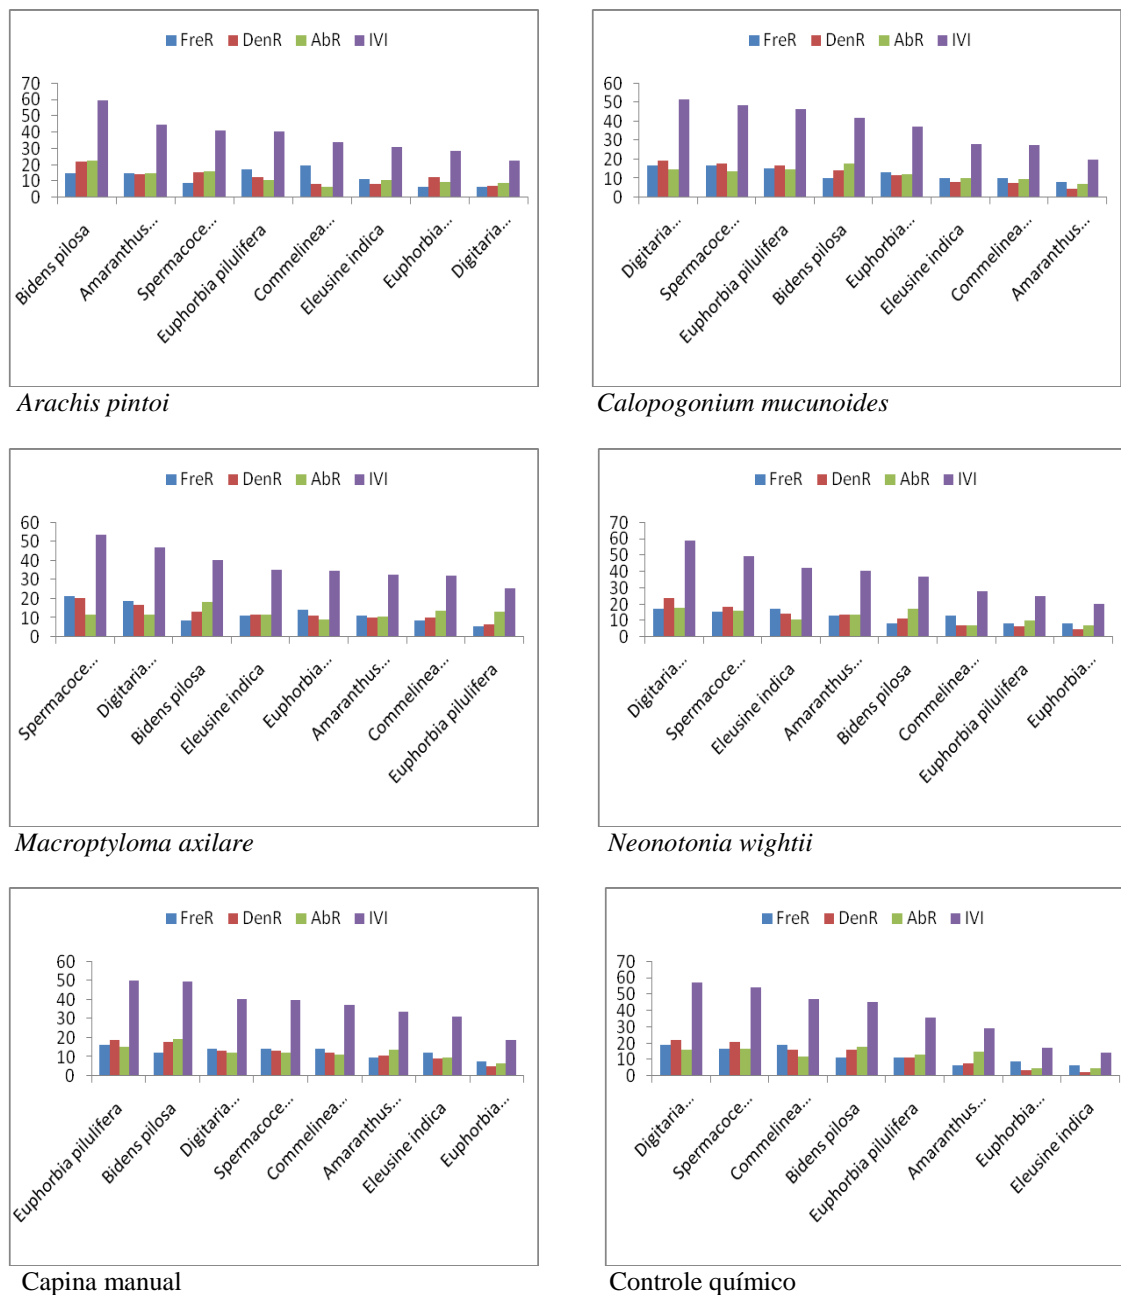 FreR DenR AbR IVI
70
60
50
40
30
20
10
0
Bidens pilosa
Amaranthus...
Spermacoce...
Euphorbia pilulifera
Commelinea...
Eleusine indica
Euphorbia...
Digitaria...
Arachis pintoi
FreR DenR AbR IVI
60
50
40
30
20
10
0
Digitaria...
Spermacoce...
Euphorbia pilulifera
Bidens pilosa
Euphorbia...
Eleusine indica
Commelinea...
Amaranthus...
Calopogonium mucunoides
FreR DenR AbR IVI
60
50
40
30
20
10
0
Spermacoce...
Digitaria...
Bidens pilosa
Eleusine indica
Euphorbia...
Amaranthus...
Commelinea...
Euphorbia pilulifera
Macroptyloma axilare
FreR DenR AbR IVI
70
60
50
40
30
20
10
0
Digitaria...
Spermacoce...
Eleusine indica
Amaranthus...
Bidens pilosa
Commelinea...
Euphorbia pilulifera
Euphorbia...
Neonotonia wightii
FreR DenR AbR IVI
60
50
40
30
20
10
0
Euphorbia pilulifera
Bidens pilosa
Digitaria...
Spermacoce...
Commelinea...
Amaranthus...
Eleusine indica
Euphorbia...
Capina manual
FreR DenR AbR IVI
70
60
50
40
30
20
10
0
Digitaria...
Spermacoce...
Commelinea...
Bidens pilosa
Euphorbia pilulifera
Amaranthus...
Euphorbia...
Eleusine indica
Controle químico